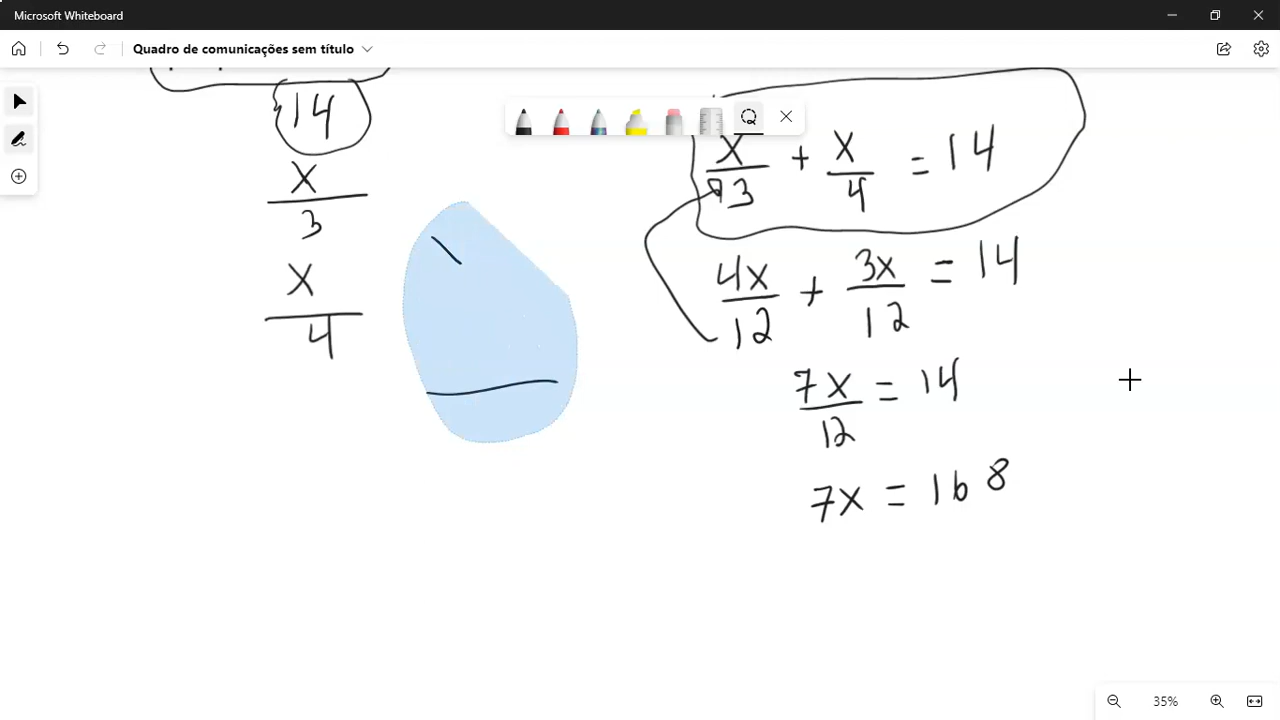 Microsoft Whiteboard
Quadro de comunicações sem título
14
x
3
x
4
x/3 + x/4 = 14
4x/12 + 3x/12 = 14
7x/12 = 14
7x = 168
35%